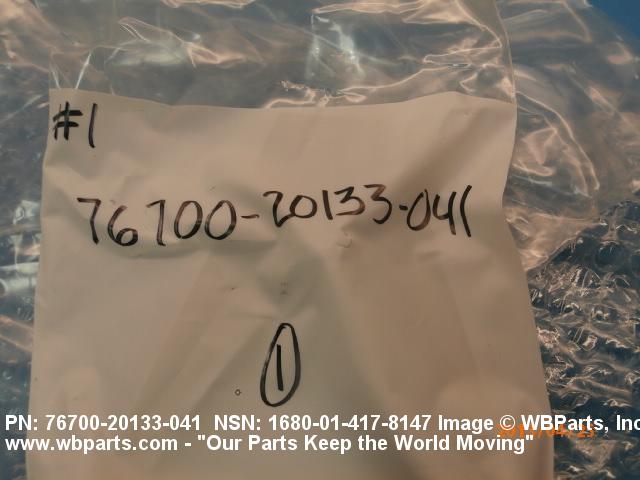 #1
76700-20133-041
1
PN: 76700-20133-041 NSN: 1680-01-417-8147 Image © WBParts, Inc
www.wbparts.com - "Our Parts Keep the World Moving"